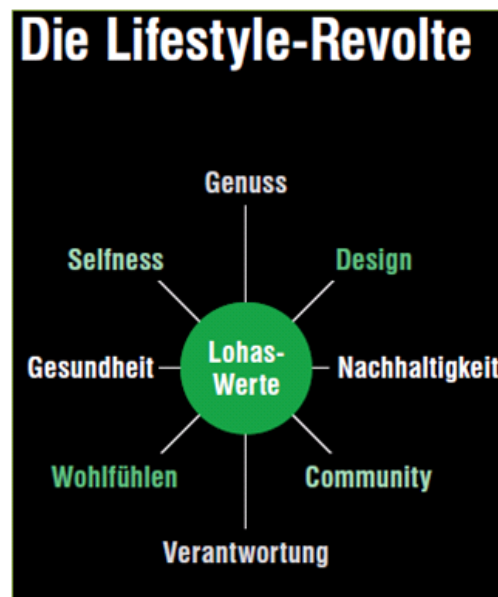 Die Lifestyle-Revolte
Genuss
Selfness
Design
Gesundheit
Lohas-
Werte
Nachhaltigkeit
Wohlfühlen
Community
Verantwortung